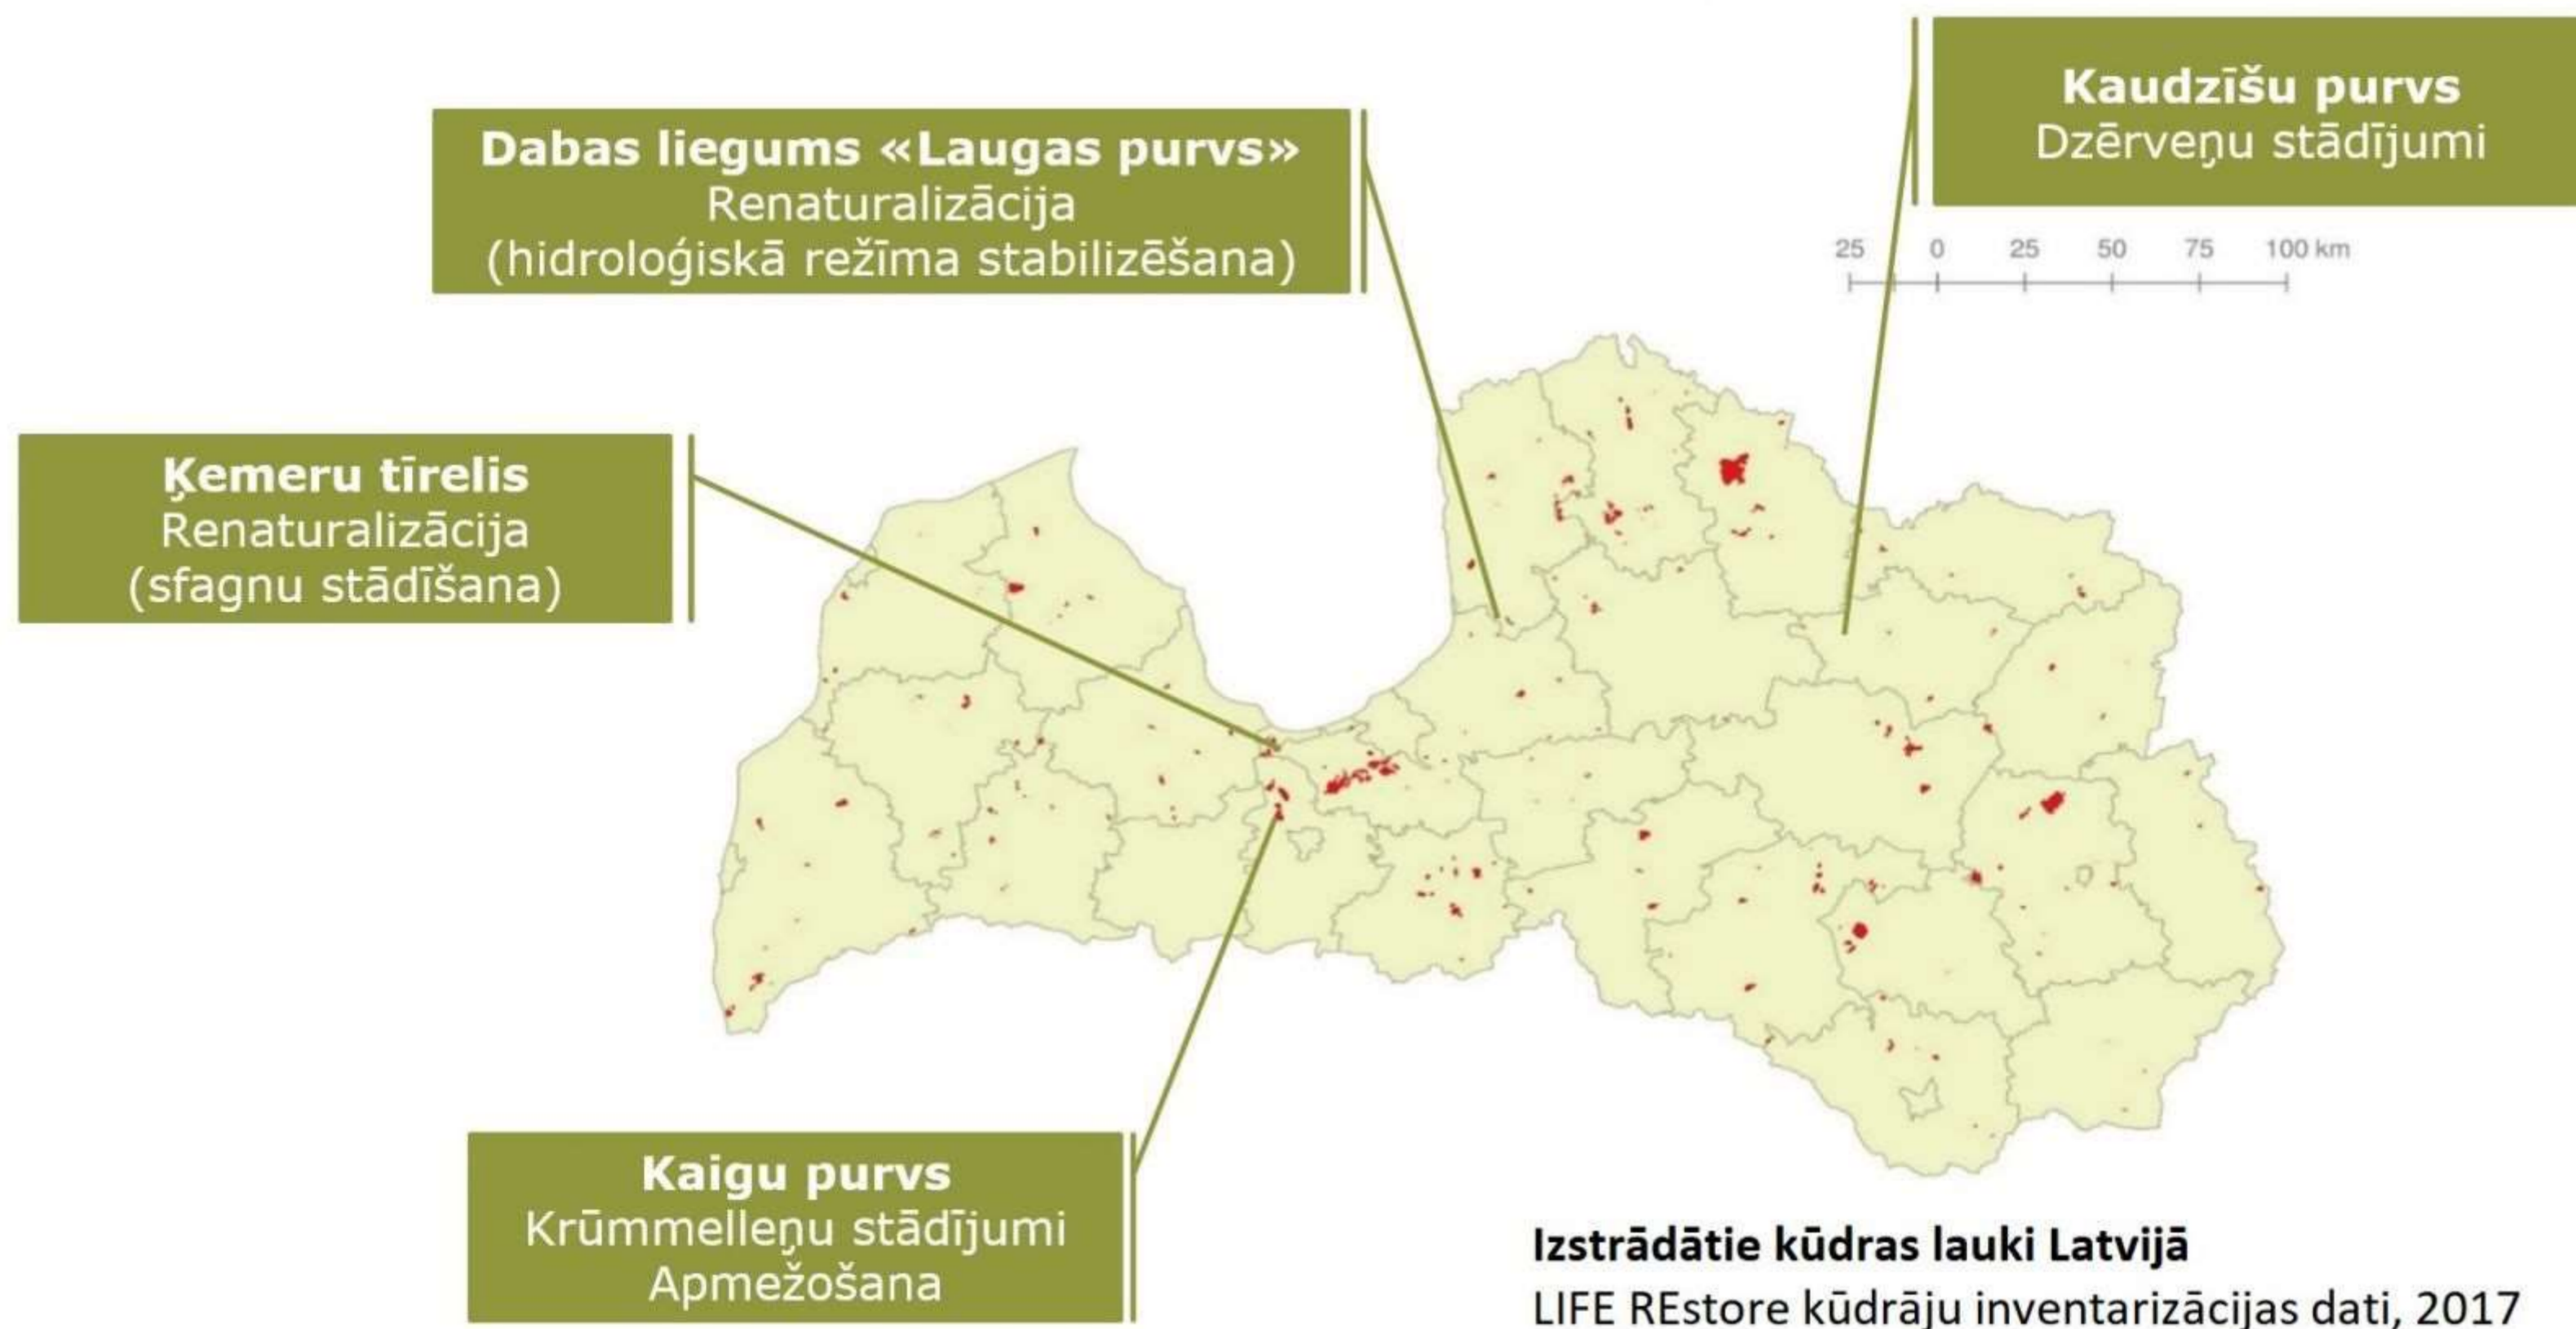 Kaudzīšu purvs
Dzērveņu stādījumi
Dabas liegums «Laugas purvs»
Renaturalizācija
(hidroloģiskā režīma stabilizēšana)
25 0 25 50 75 100 km
Ķemeru tīrelis
Renaturalizācija
(sfagnu stādīšana)
Kaigu purvs
Krūmmelleņu stādījumi
Apmežošana
Izstrādātie kūdras lauki Latvijā
LIFE REstore kūdrāju inventarizācijas dati, 2017